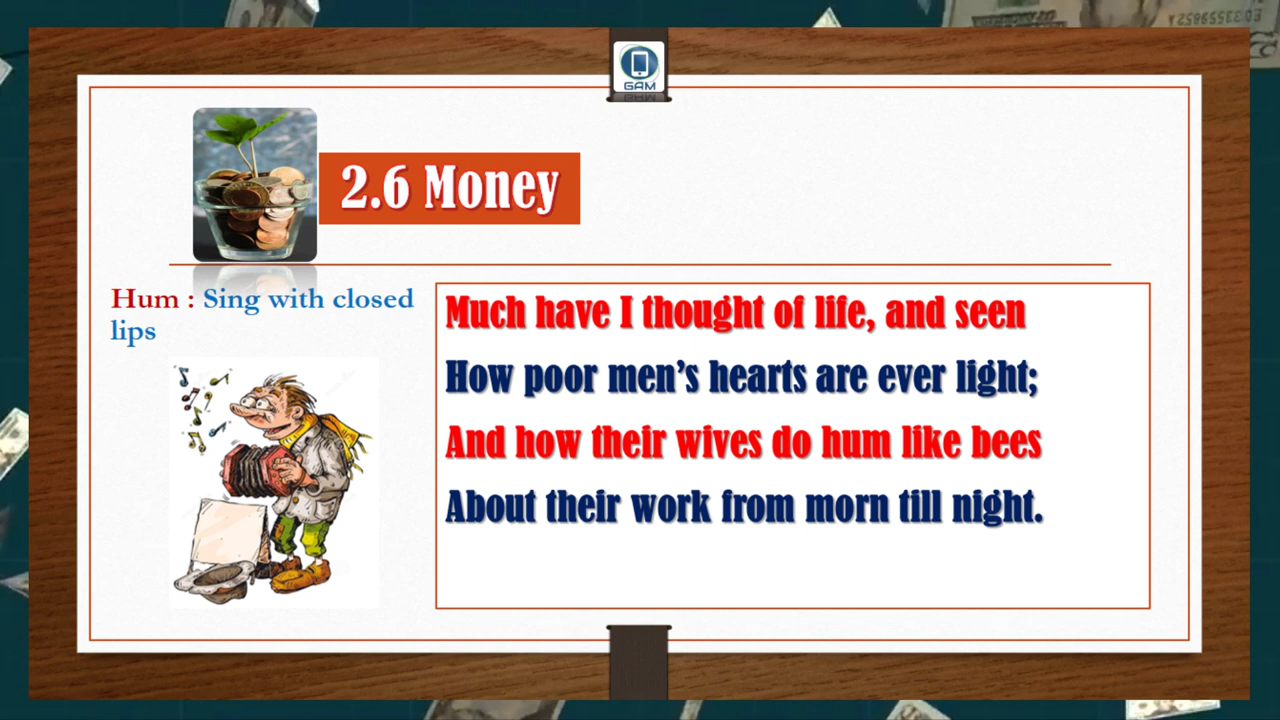 GAM
2.6 Money
Hum : Sing with closed
lips
Much have I thought of life, and seen
How poor men's hearts are ever light;
And how their wives do hum like bees
About their work from morn till night.